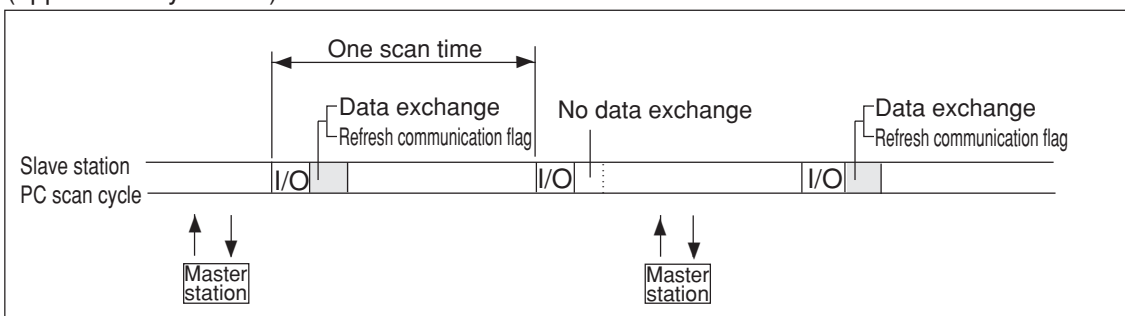 One scan time
Data exchange
Refresh communication flag
No data exchange
Data exchange
Refresh communication flag
Slave station
PC scan cycle
I/O
I/O
I/O
Master
station
Master
station